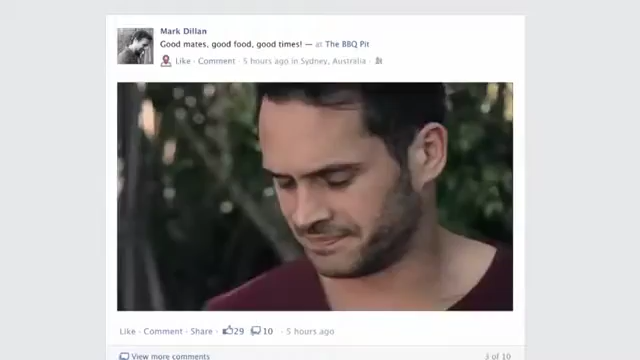 Mark Dillan
Good mates, good food, good times! — at The BBQ Pit
Like · Comment · 5 hours ago in Sydney, Australia ·
Like · Comment · Share · 29 10 · 5 hours ago
View more comments
3 of 10